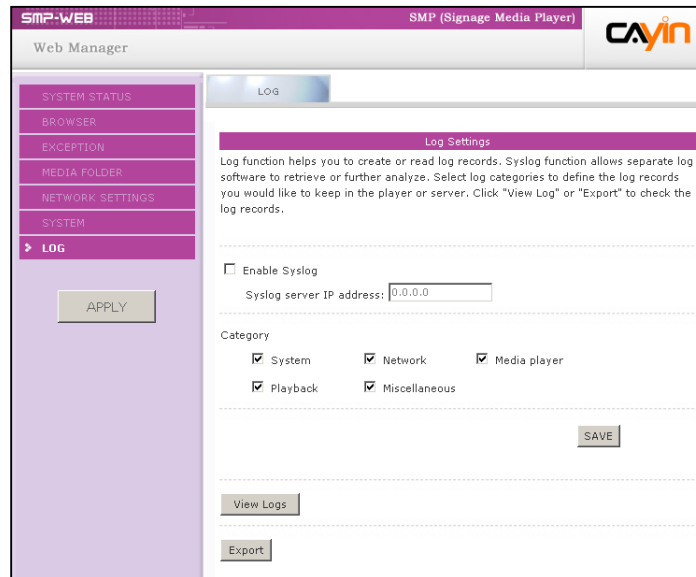 SMP-WEB
SMP (Signage Media Player)
CAYIN
Web Manager
SYSTEM STATUS
BROWSER
EXCEPTION
MEDIA FOLDER
NETWORK SETTINGS
SYSTEM
LOG
APPLY
LOG
Log Settings
Log function helps you to create or read log records. Syslog function allows separate log
software to retrieve or further analyze. Select log categories to define the log records
you would like to keep in the player or server. Click "View Log" or "Export" to check the
log records.
Enable Syslog
Syslog server IP address: 0.0.0.0
Category
System Network Media player
Playback Miscellaneous
SAVE
View Logs
Export